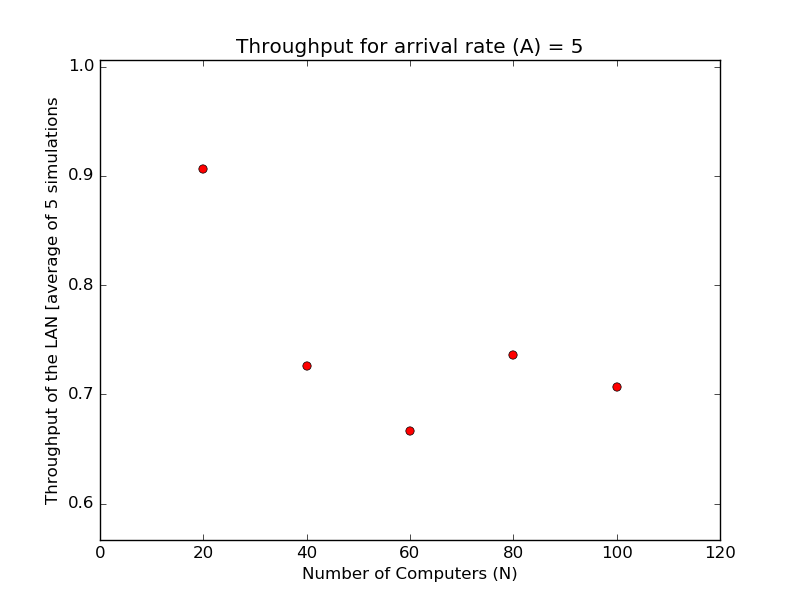 Throughput for arrival rate (A) = 5
Throughput of the LAN [average of 5 simulations
1.0
0.9
0.8
0.7
0.6
0 20 40 60 80 100 120
Number of Computers (N)